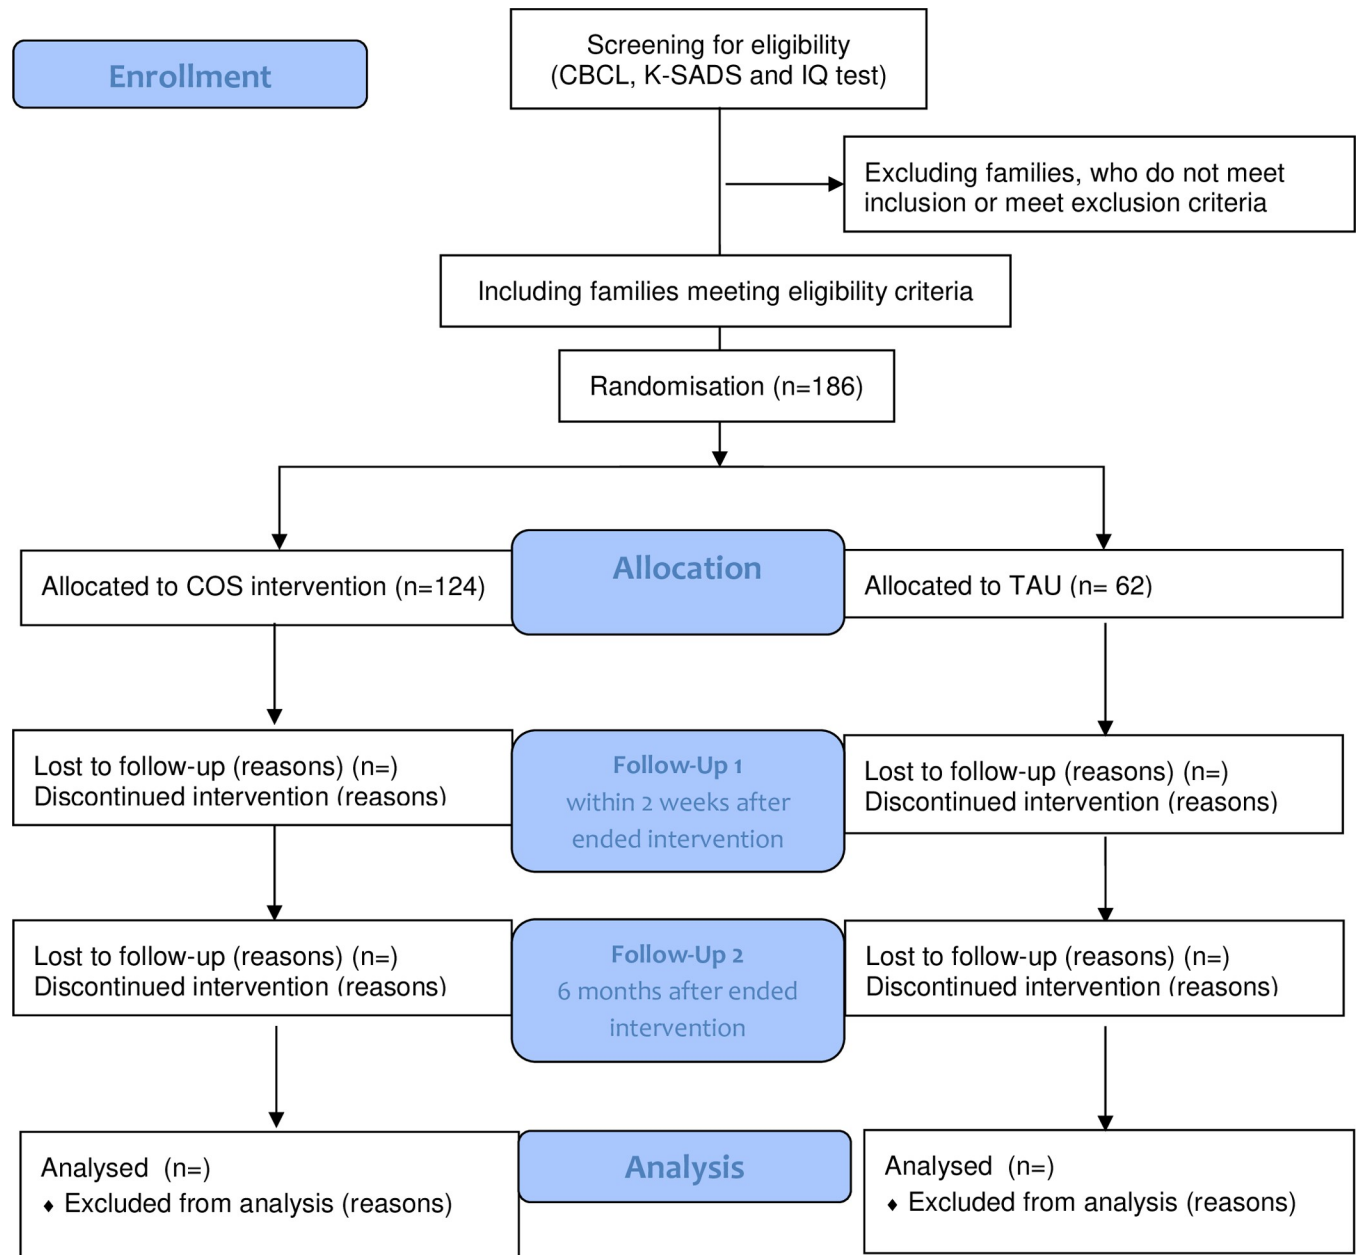 Enrollment
Screening for eligibility
(CBCL, K-SADS and IQ test)
Excluding families, who do not meet
inclusion or meet exclusion criteria
Including families meeting eligibility criteria
Randomisation (n=186)
Allocated to COS intervention (n=124)
Allocation
Allocated to TAU (n= 62)
Lost to follow-up (reasons) (n=)
Discontinued intervention (reasons)
Follow-Up 1
within 2 weeks after
ended intervention
Lost to follow-up (reasons) (n=)
Discontinued intervention (reasons)
Lost to follow-up (reasons) (n=)
Discontinued intervention (reasons)
Follow-Up 2
6 months after ended
intervention
Lost to follow-up (reasons) (n=)
Discontinued intervention (reasons)
Analysed (n=)
♦ Excluded from analysis (reasons)
Analysis
Analysed (n=)
♦ Excluded from analysis (reasons)